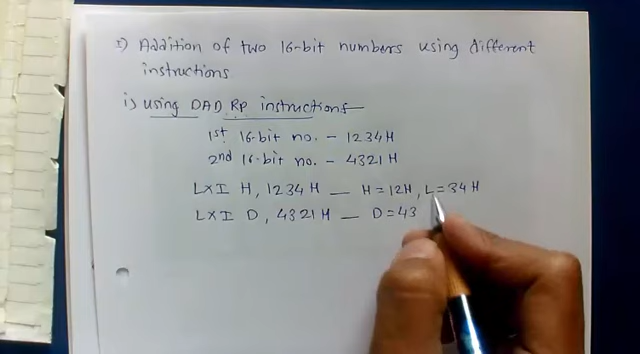 I) Addition of two 16-bit numbers using different
instructions
i) using DAD RP instructions
1st 16-bit no. - 1234H
2nd 16-bit no. - 4321H
LXI H, 1234H — H=12H, L=34H
LXI D, 4321H — D=43